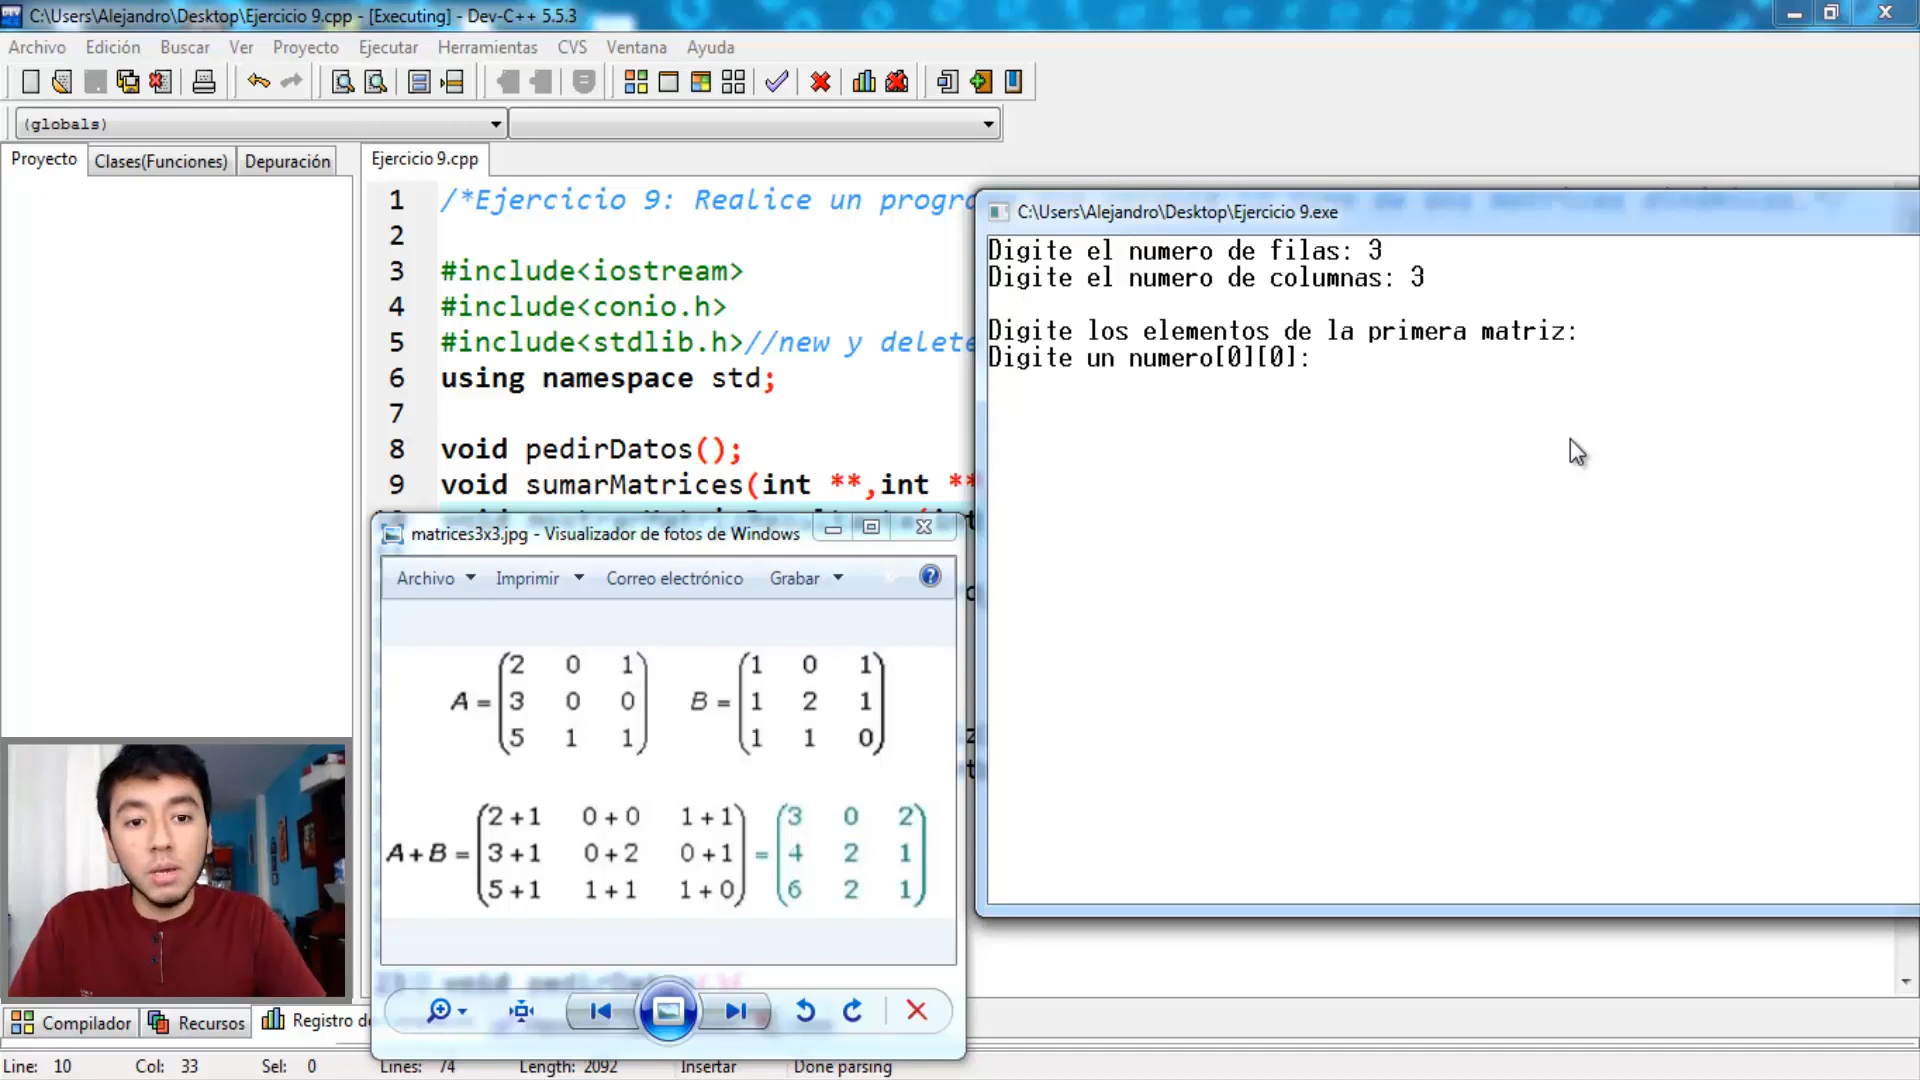 C:\Users\Alejandro\Desktop\Ejercicio 9.cpp - [Executing] - Dev-C++ 5.5.3
Archivo Edición Buscar Ver Proyecto Ejecutar Herramientas CVS Ventana Ayuda
(globals)
Proyecto Clases(Funciones) Depuración
Ejercicio 9.cpp
1 /*Ejercicio 9: Realice un progra
2
3 #include<iostream>
4 #include<conio.h>
5 #include<stdlib.h>//new y delete
6 using namespace std;
7
8 void pedirDatos();
9 void sumarMatrices(int **,int **
C:\Users\Alejandro\Desktop\Ejercicio 9.exe
Digite el numero de filas: 3
Digite el numero de columnas: 3
Digite los elementos de la primera matriz:
Digite un numero[0][0]:
matrices3x3.jpg - Visualizador de fotos de Windows
Archivo Imprimir Correo electrónico Grabar
2 0 1 1 0 1
A = 3 0 0 B = 1 2 1
5 1 1 1 1 0
2+1 0+0 1+1 3 0 2
A+B = 3+1 0+2 0+1 = 4 2 1
5+1 1+1 1+0 6 2 1
void pedirDatos(){
Compilador Recursos Registro de
Line: 10 Col: 33 Sel: 0 Lines: 74 Length: 2092 Insertar Done parsing